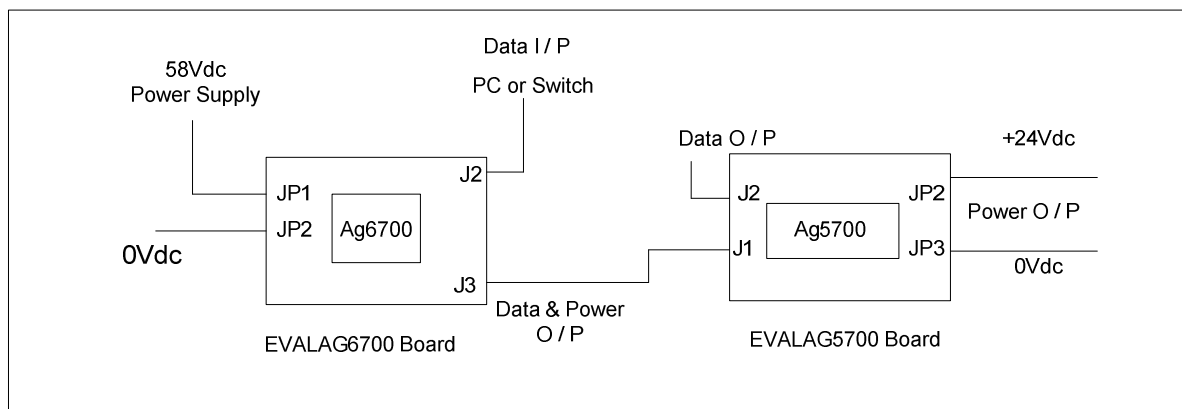 58Vdc
Power Supply
0Vdc
Data I / P
PC or Switch
JP1
JP2
Ag6700
J2
J3
EVALAG6700 Board
Data & Power
O / P
Data O / P
J2
J1
Ag5700
JP2
JP3
EVALAG5700 Board
+24Vdc
Power O / P
0Vdc